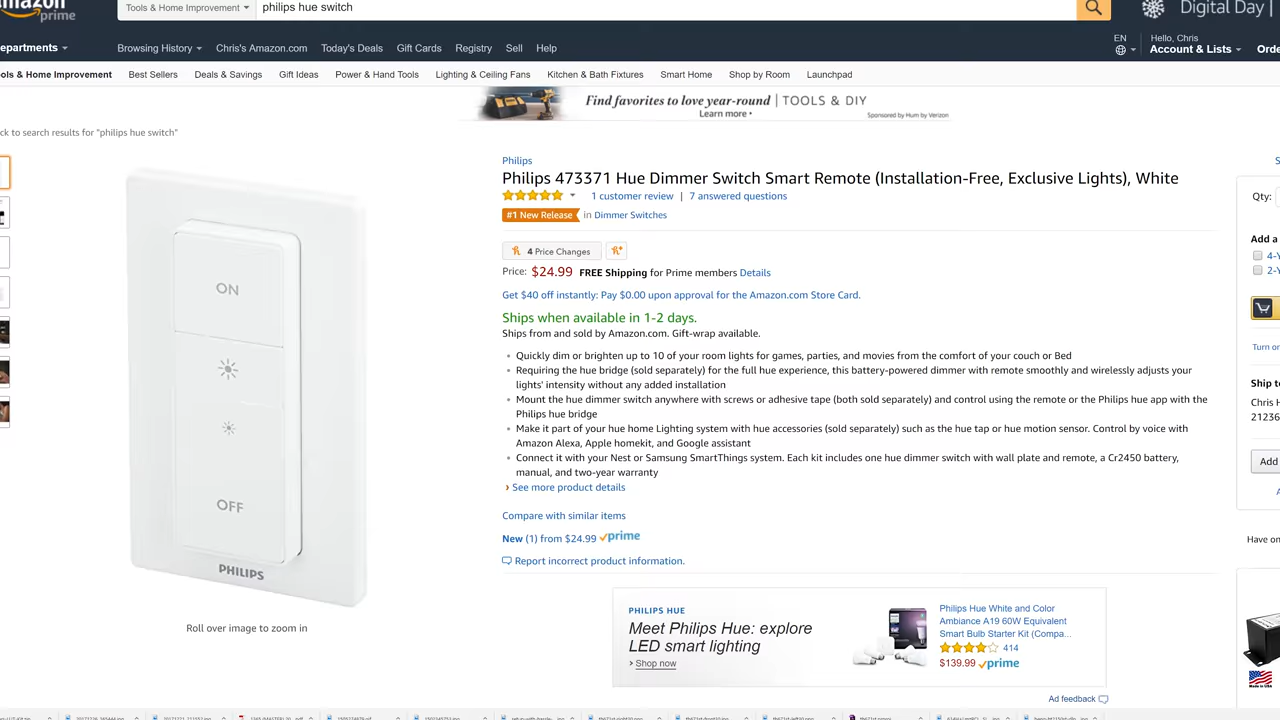 prime
Tools & Home Improvement
philips hue switch
Digital Day |
epartments
Browsing History
Chris's Amazon.com
Today's Deals
Gift Cards
Registry
Sell
Help
EN
Hello, Chris
Account & Lists
Orde
ols & Home Improvement
Best Sellers
Deals & Savings
Gift Ideas
Power & Hand Tools
Lighting & Ceiling Fans
Kitchen & Bath Fixtures
Smart Home
Shop by Room
Launchpad
Find favorites to love year-round | TOOLS & DIY
Learn more
Sponsored by Hum by Verizon
ck to search results for "philips hue switch"
ON
OFF
PHILIPS
Roll over image to zoom in
Philips
Philips 473371 Hue Dimmer Switch Smart Remote (Installation-Free, Exclusive Lights), White
1 customer review | 7 answered questions
#1 New Release in Dimmer Switches
4 Price Changes
Price: $24.99 FREE Shipping for Prime members Details
Get $40 off instantly: Pay $0.00 upon approval for the Amazon.com Store Card.
Ships when available in 1-2 days.
Ships from and sold by Amazon.com. Gift-wrap available.
Quickly dim or brighten up to 10 of your room lights for games, parties, and movies from the comfort of your couch or Bed
Requiring the hue bridge (sold separately) for the full hue experience, this battery-powered dimmer with remote smoothly and wirelessly adjusts your
lights' intensity without any added installation
Mount the hue dimmer switch anywhere with screws or adhesive tape (both sold separately) and control using the remote or the Philips hue app with the
Philips hue bridge
Make it part of your hue home Lighting system with hue accessories (sold separately) such as the hue tap or hue motion sensor. Control by voice with
Amazon Alexa, Apple homekit, and Google assistant
Connect it with your Nest or Samsung SmartThings system. Each kit includes one hue dimmer switch with wall plate and remote, a Cr2450 battery,
manual, and two-year warranty
See more product details
Compare with similar items
New (1) from $24.99 prime
Report incorrect product information.
PHILIPS HUE
Meet Philips Hue: explore
LED smart lighting
Shop now
Philips Hue White and Color
Ambiance A19 60W Equivalent
Smart Bulb Starter Kit (Compa...
414
$139.99 prime
Ad feedback
S
Qty:
Add a
4-Y
2-Y
Turn on
Ship to
Chris H
21236
Add
Have on